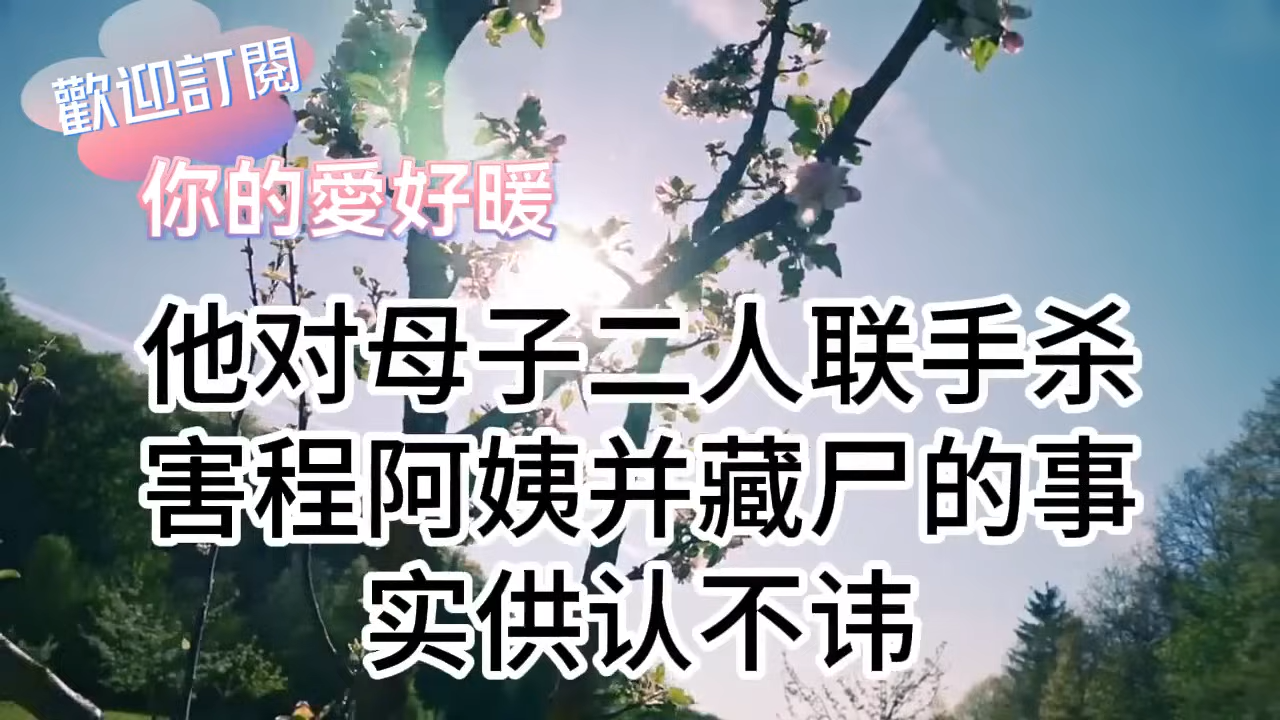 歡迎訂閱
你的愛好暖
他对母子二人联手杀
害程阿姨并藏尸的事
实供认不讳